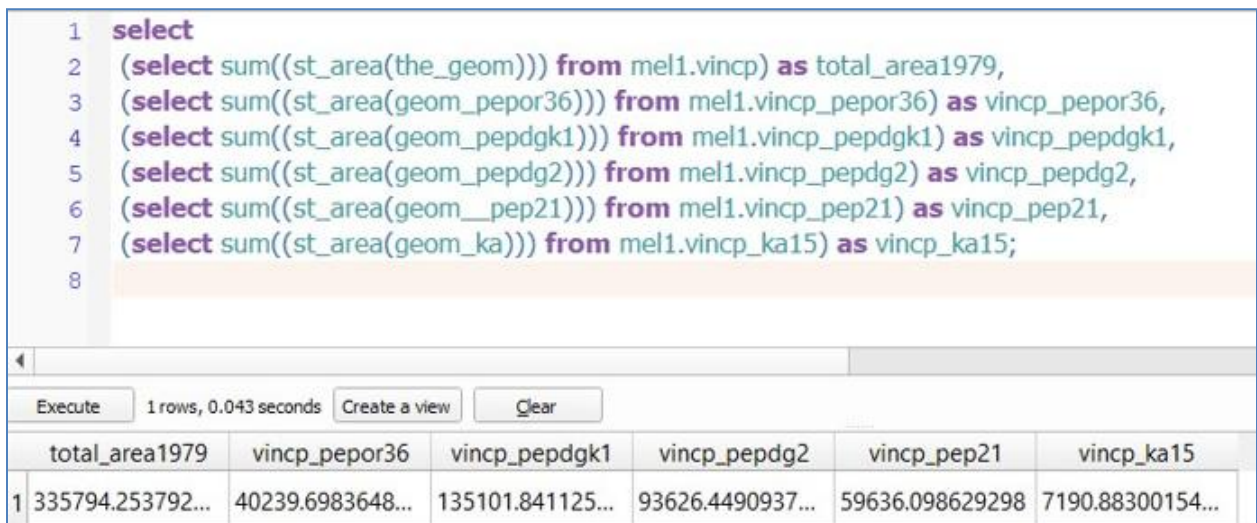 1 select
2 (select sum((st_area(the_geom))) from mel1.vincp) as total_area1979,
3 (select sum((st_area(geom_pepor36))) from mel1.vincp_pepor36) as vincp_pepor36,
4 (select sum((st_area(geom_pepdgk1))) from mel1.vincp_pepdgk1) as vincp_pepdgk1,
5 (select sum((st_area(geom_pepdg2))) from mel1.vincp_pepdg2) as vincp_pepdg2,
6 (select sum((st_area(geom__pep21))) from mel1.vincp_pep21) as vincp_pep21,
7 (select sum((st_area(geom_ka))) from mel1.vincp_ka15) as vincp_ka15;
8
Execute 1 rows, 0.043 seconds Create a view Clear
total_area1979 vincp_pepor36 vincp_pepdgk1 vincp_pepdg2 vincp_pep21 vincp_ka15
1 335794.253792... 40239.6983648... 135101.841125... 93626.4490937... 59636.098629298 7190.88300154...